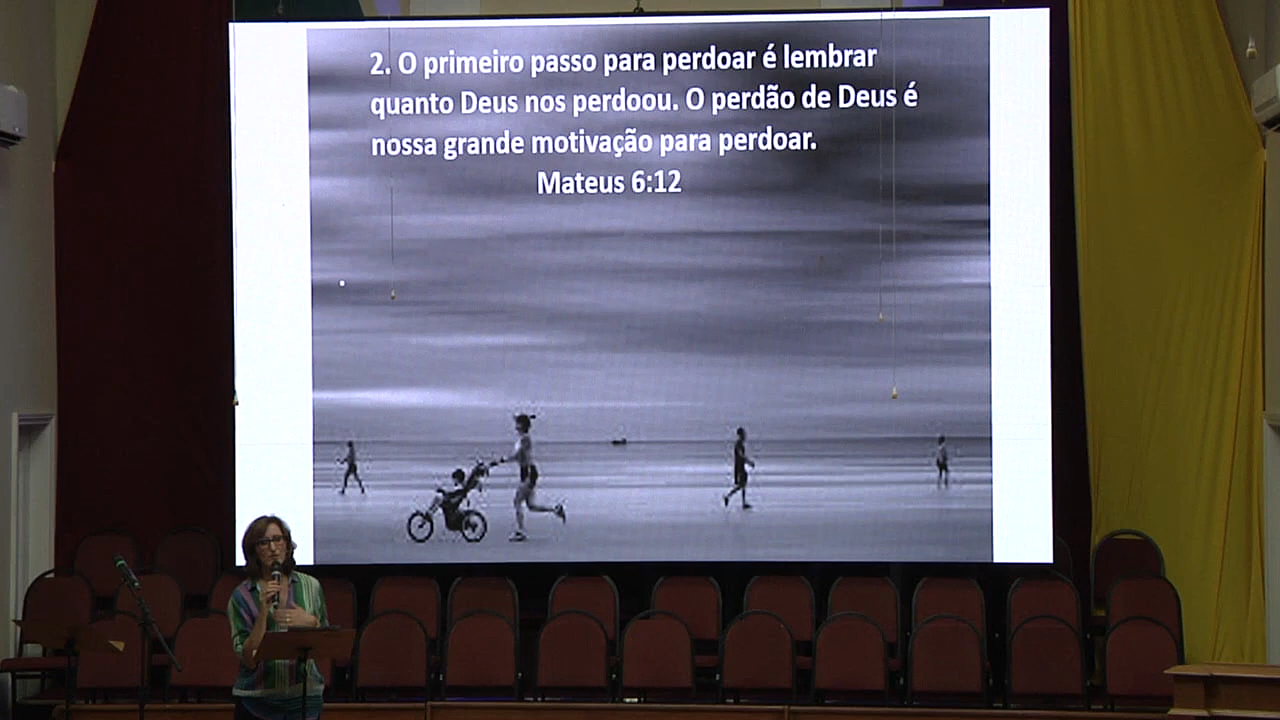 2. O primeiro passo para perdoar é lembrar
quanto Deus nos perdoou. O perdão de Deus é
nossa grande motivação para perdoar.
Mateus 6:12